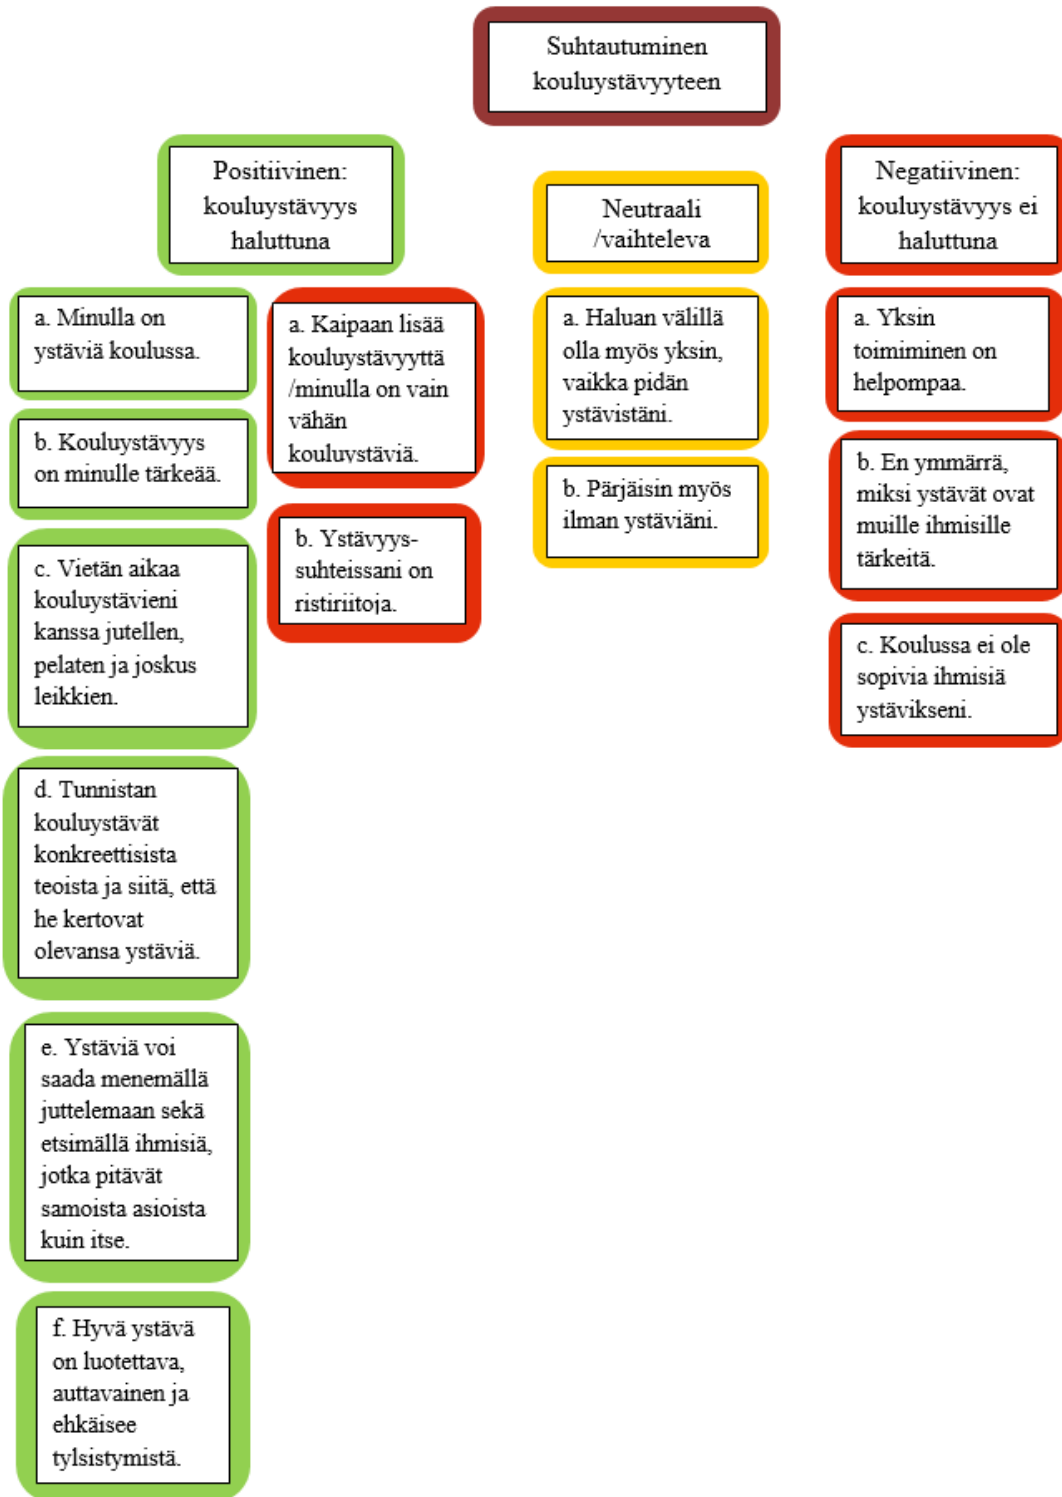 Suhtautuminen
kouluystävyyteen
Positiivinen:
kouluystävyys
haluttuna
a. Minulla on
ystäviä koulussa.
b. Kouluystävyys
on minulle tärkeää.
c. Vietän aikaa
kouluystävieni
kanssa jutellen,
pelaten ja joskus
leikkien.
d. Tunnistan
kouluystävät
konkreettisista
teoista ja siitä, että
he kertovat
olevansa ystäviä.
e. Ystäviä voi
saada menemällä
juttelemaan sekä
etsimällä ihmisiä,
jotka pitävät
samoista asioista
kuin itse.
f. Hyvä ystävä
on luotettava,
auttavainen ja
ehkäisee
tylsistymistä.
a. Kaipaan lisää
kouluystävyyttä
/minulla on vain
vähän
kouluystäviä.
b. Ystävyys-
suhteissani on
ristiriitoja.
Neutraali
/vaihteleva
a. Haluan välillä
olla myös yksin,
vaikka pidän
ystävistäni.
b. Pärjäisin myös
ilman ystäviäni.
Negatiivinen:
kouluystävyys ei
haluttuna
a. Yksin
toimiminen on
helpompaa.
b. En ymmärrä,
miksi ystävät ovat
muille ihmisille
tärkeitä.
c. Koulussa ei ole
sopivia ihmisiä
ystävikseni.